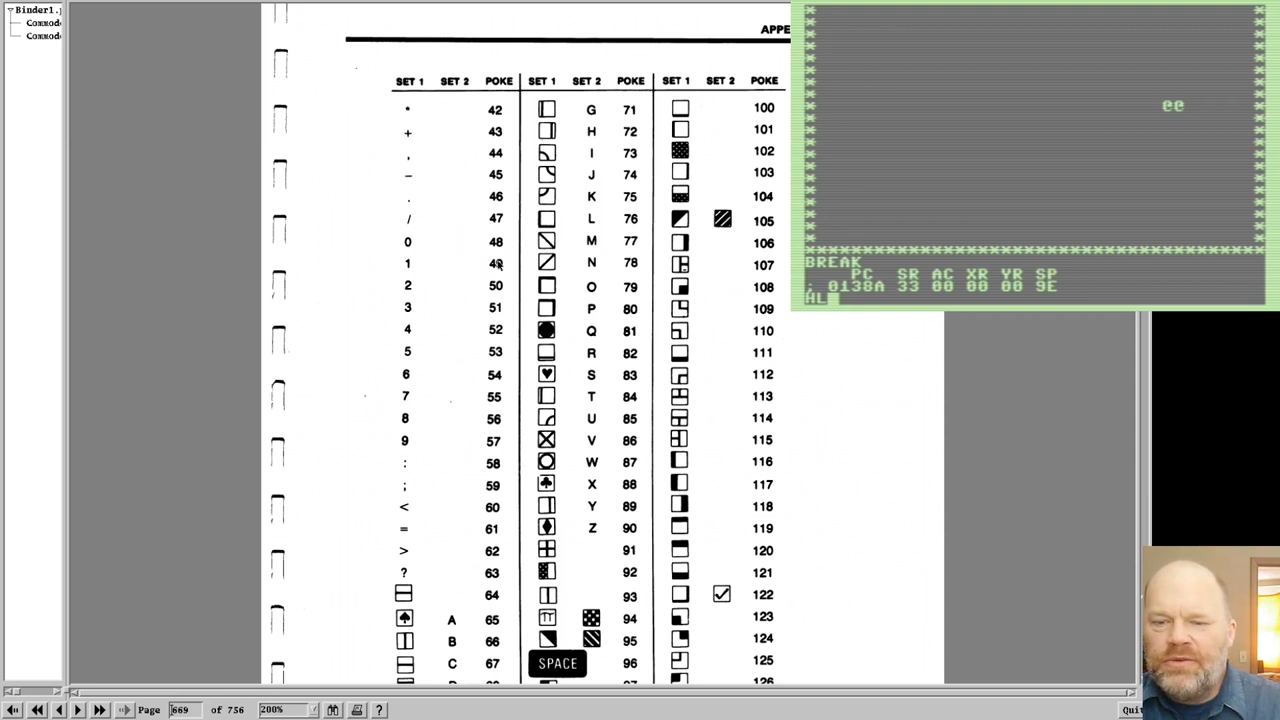 Binder1.
Commod
Commod
APPE
SET 1 SET 2 POKE SET 1 SET 2 POKE SET 1 SET 2 POKE
* 42 G 71 100
+ 43 H 72 101
, 44 I 73 102
- 45 J 74 103
. 46 K 75 104
/ 47 L 76 105
0 48 M 77 106
1 49 N 78 107
2 50 O 79 108
3 51 P 80 109
4 52 Q 81 110
5 53 R 82 111
6 54 S 83 112
7 55 T 84 113
8 56 U 85 114
9 57 V 86 115
: 58 W 87 116
; 59 X 88 117
< 60 Y 89 118
= 61 Z 90 119
> 62 91 120
? 63 92 121
64 93 122
A 65 94 123
B 66 95 124
C 67 96 125
126
SPACE
ee
****************************************
BREAK
PC SR AC XR YR SP
; 0138A 33 00 00 00 9E
HL
Page 669 of 756 200% ? Qui